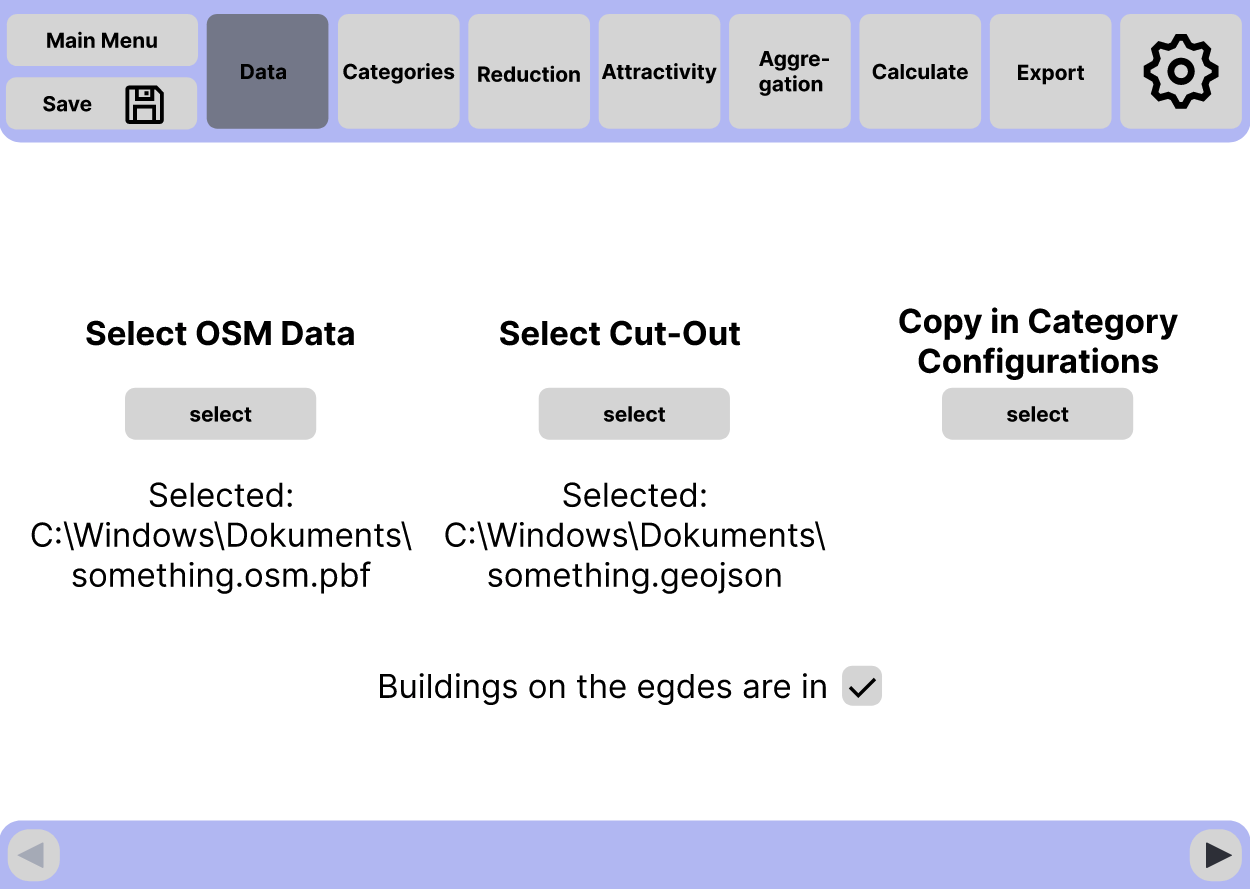 Main Menu
Save
Data
Categories
Reduction
Attractivity
Aggre-
gation
Calculate
Export
Select OSM Data
select
Selected:
C:\Windows\Dokuments\
something.osm.pbf
Select Cut-Out
select
Selected:
C:\Windows\Dokuments\
something.geojson
Copy in Category
Configurations
select
Buildings on the egdes are in